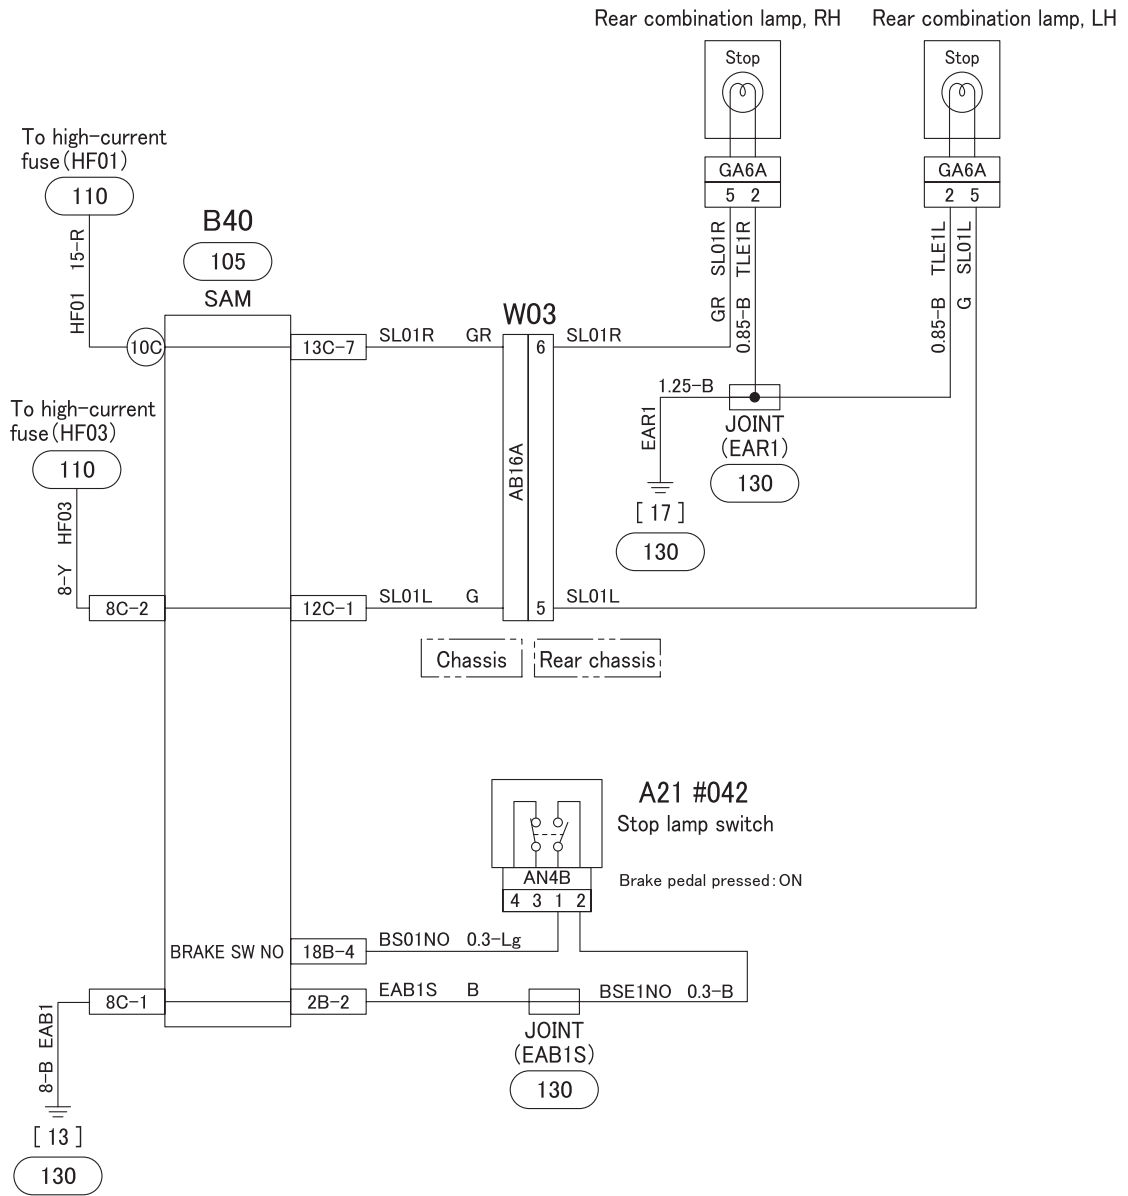 Rear combination lamp, RH
Rear combination lamp, LH
Stop
Stop
To high-current
fuse(HF01)
110
GA6A
5 2
GA6A
2 5
B40
105
SAM
HF01 15-R
GR SL01R
0.85-B TLE1R
0.85-B TLE1L
G SL01L
10C
13C-7
SL01R GR
W03
6
SL01R
AB16A
1.25-B
EAR1
JOINT
(EAR1)
130
[ 17 ]
130
To high-current
fuse(HF03)
110
8-Y HF03
8C-2
12C-1
SL01L G
5
SL01L
Chassis
Rear chassis
A21 #042
Stop lamp switch
Brake pedal pressed:ON
AN4B
4 3 1 2
BRAKE SW NO
18B-4
BS01NO 0.3-Lg
8C-1
2B-2
EAB1S B
BSE1NO 0.3-B
JOINT
(EAB1S)
130
8-B EAB1
[ 13 ]
130